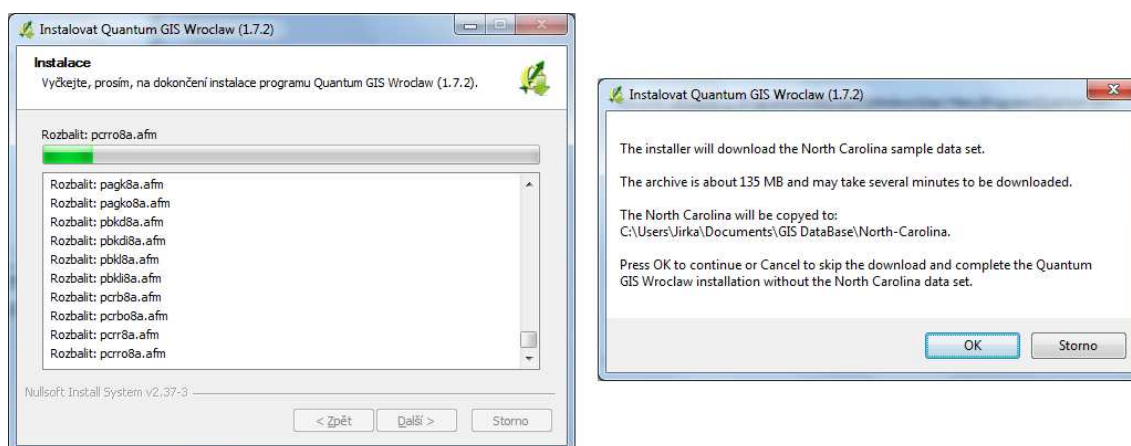 Instalovat Quantum GIS Wroclaw (1.7.2)
Instalace
Vyčkejte, prosím, na dokončení instalace programu Quantum GIS Wroclaw (1.7.2).
Rozbalit: pcrro8a.afm
Rozbalit: pagk8a.afm
Rozbalit: pagko8a.afm
Rozbalit: pbkd8a.afm
Rozbalit: pbkdi8a.afm
Rozbalit: pbkl8a.afm
Rozbalit: pbkli8a.afm
Rozbalit: pcrb8a.afm
Rozbalit: pcrbo8a.afm
Rozbalit: pcrr8a.afm
Rozbalit: pcrro8a.afm
Nullsoft Install System v2.37-3
< Zpět
Další >
Storno
Instalovat Quantum GIS Wroclaw (1.7.2)
The installer will download the North Carolina sample data set.
The archive is about 135 MB and may take several minutes to be downloaded.
The North Carolina will be copyed to:
C:\Users\Jirka\Documents\GIS DataBase\North-Carolina.
Press OK to continue or Cancel to skip the download and complete the Quantum
GIS Wroclaw installation without the North Carolina data set.
OK
Storno